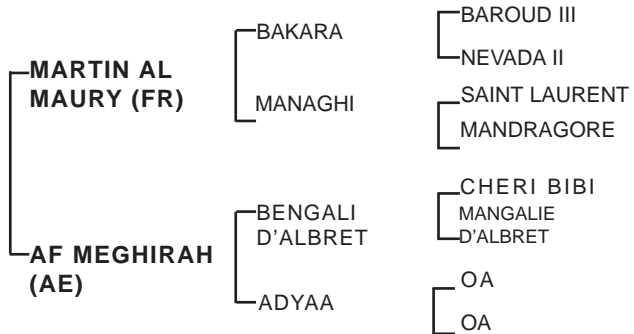 BAROUD III
BAKARA
NEVADA II
MARTIN AL
MAURY (FR)
SAINT LAURENT
MANAGHI
MANDRAGORE
CHERI BIBI
BENGALI
D'ALBRET
MANGALIE
D'ALBRET
AF MEGHIRAH
(AE)
OA
ADYAA
OA